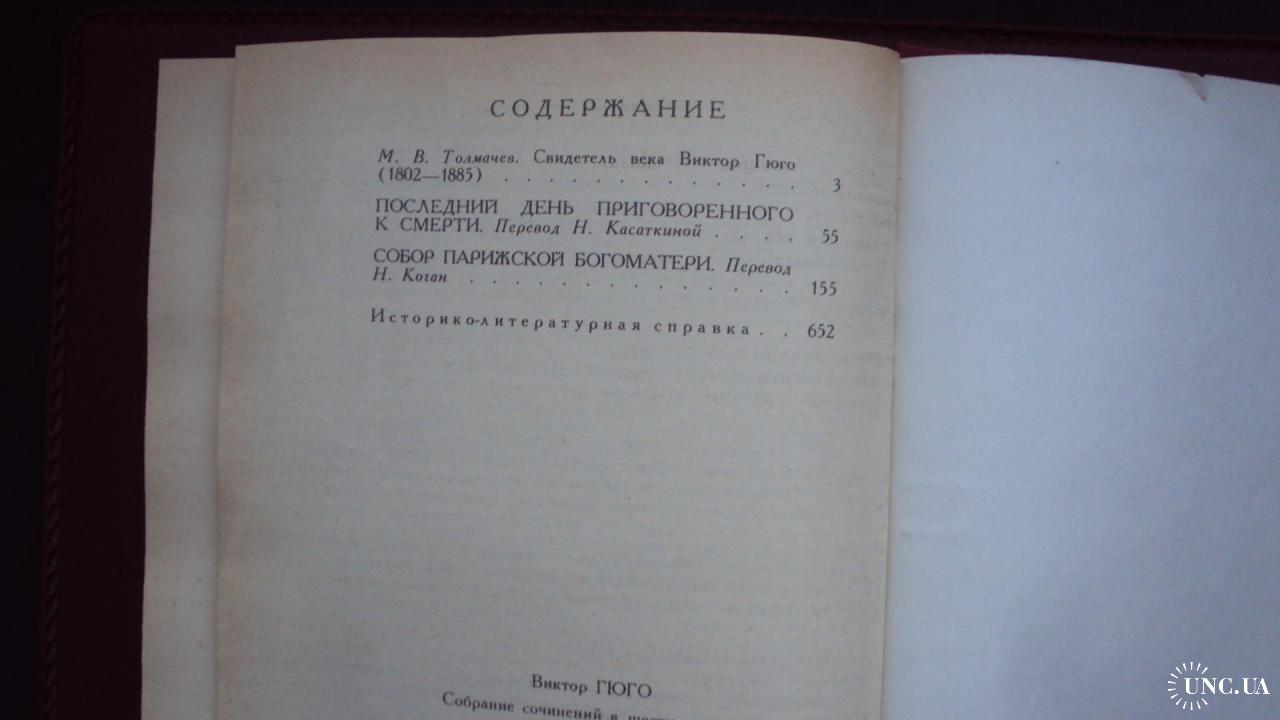 СОДЕРЖАНИЕ
М. В. Толмачев. Свидетель века Виктор Гюго
(1802—1885) . . . . . . . . . . . . . 3
ПОСЛЕДНИЙ ДЕНЬ ПРИГОВОРЕННОГО
К СМЕРТИ. Перевод Н. Касаткиной . . . . 55
СОБОР ПАРИЖСКОЙ БОГОМАТЕРИ. Перевод
Н. Коган . . . . . . . . . . . . . . 155
Историко-литературная справка . . 652
Виктор ГЮГО
Собрание сочинений в
UNC.UA